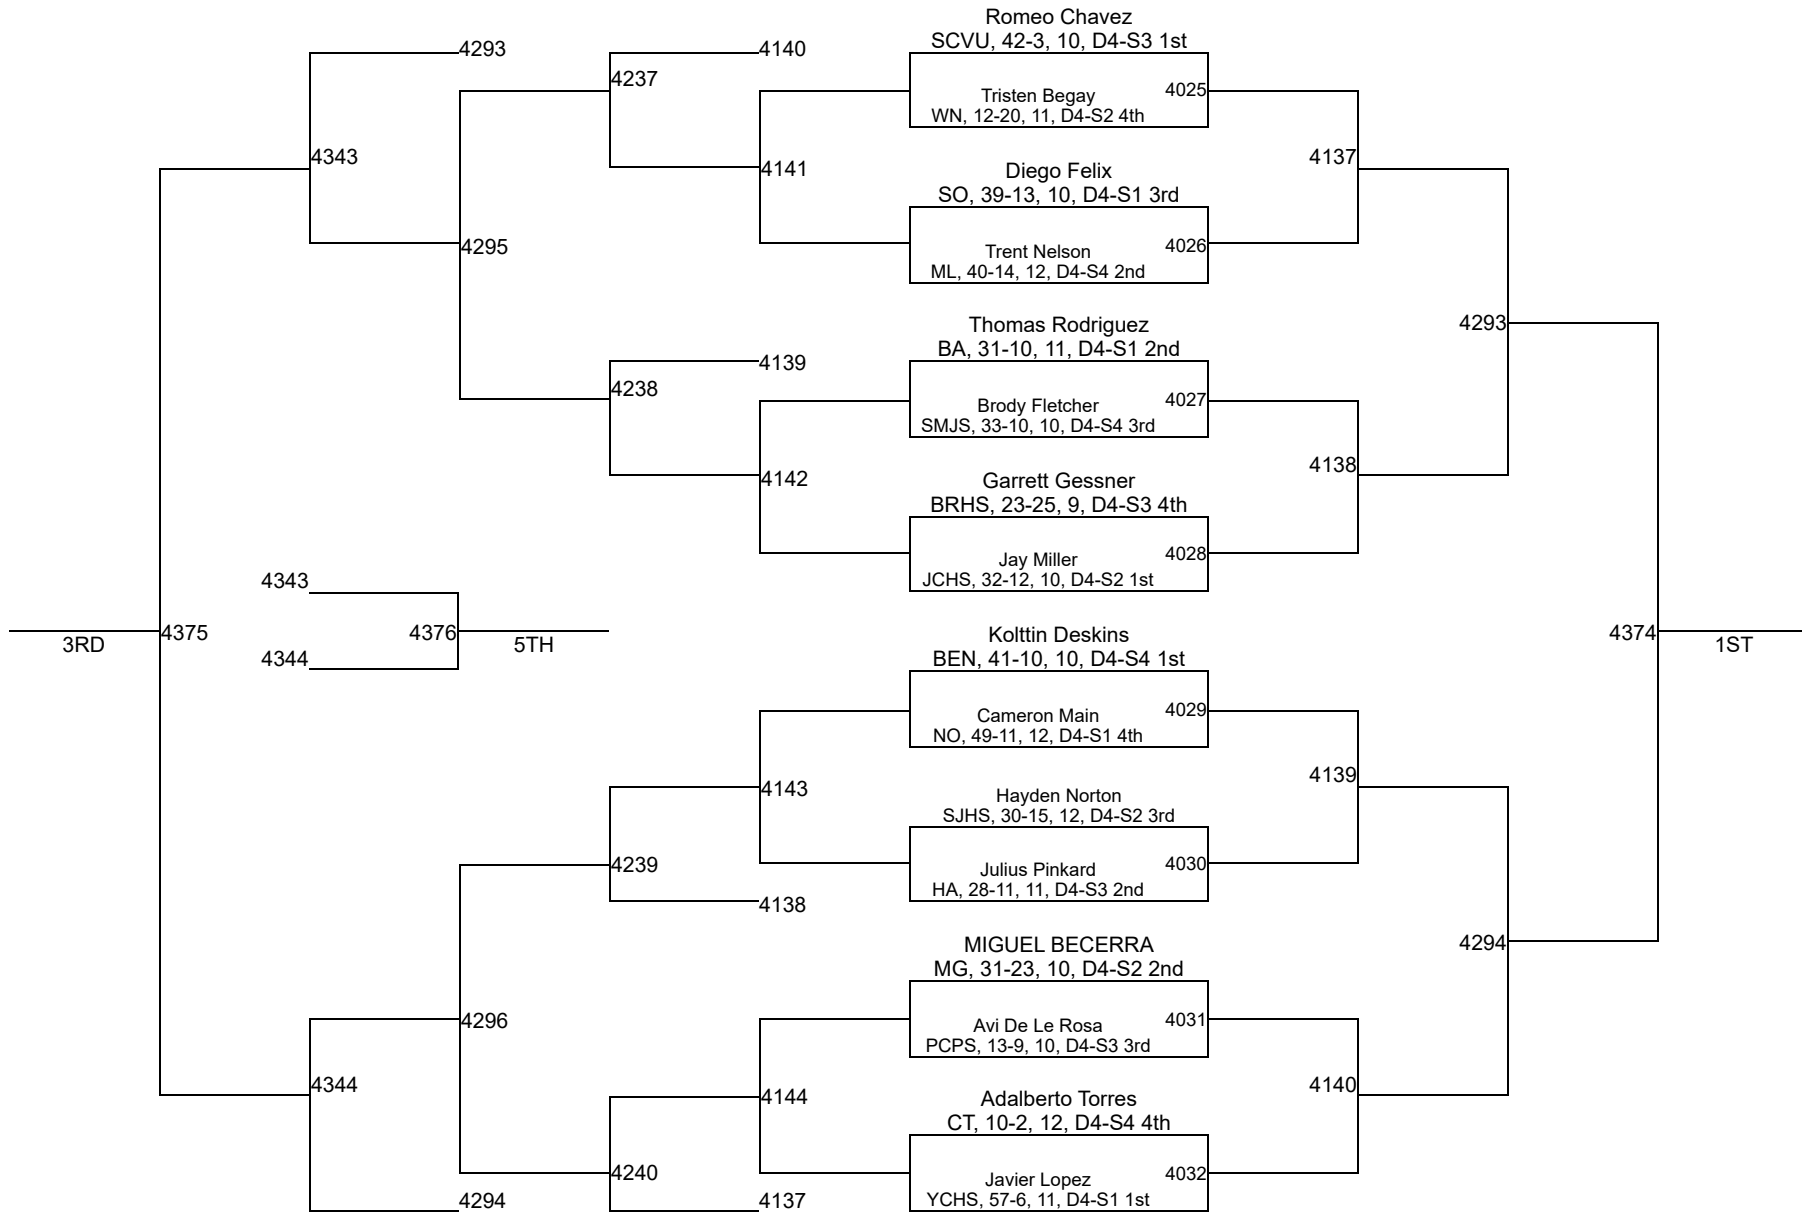 Romeo Chavez
SCVU, 42-3, 10, D4-S3 1st
4293
4140
4237
Tristen Begay
4025
WN, 12-20, 11, D4-S2 4th
4343
4141
4137
Diego Felix
SO, 39-13, 10, D4-S1 3rd
4295
Trent Nelson
4026
ML, 40-14, 12, D4-S4 2nd
Thomas Rodriguez
4293
BA, 31-10, 11, D4-S1 2nd
4139
4238
Brody Fletcher
4027
SMJS, 33-10, 10, D4-S4 3rd
4142
4138
Garrett Gessner
BRHS, 23-25, 9, D4-S3 4th
Jay Miller
4028
JCHS, 32-12, 10, D4-S2 1st
4343
3RD
4375
4376
5TH
4344
Kolttin Deskins
BEN, 41-10, 10, D4-S4 1st
4374
1ST
Cameron Main
4029
NO, 49-11, 12, D4-S1 4th
4143
4139
Hayden Norton
SJHS, 30-15, 12, D4-S2 3rd
4239
Julius Pinkard
4030
HA, 28-11, 11, D4-S3 2nd
4138
MIGUEL BECERRA
MG, 31-23, 10, D4-S2 2nd
4294
4296
Avi De Le Rosa
4031
PCPS, 13-9, 10, D4-S3 3rd
4344
4144
4140
Adalberto Torres
CT, 10-2, 12, D4-S4 4th
4240
Javier Lopez
4032
YCHS, 57-6, 11, D4-S1 1st
4294
4137